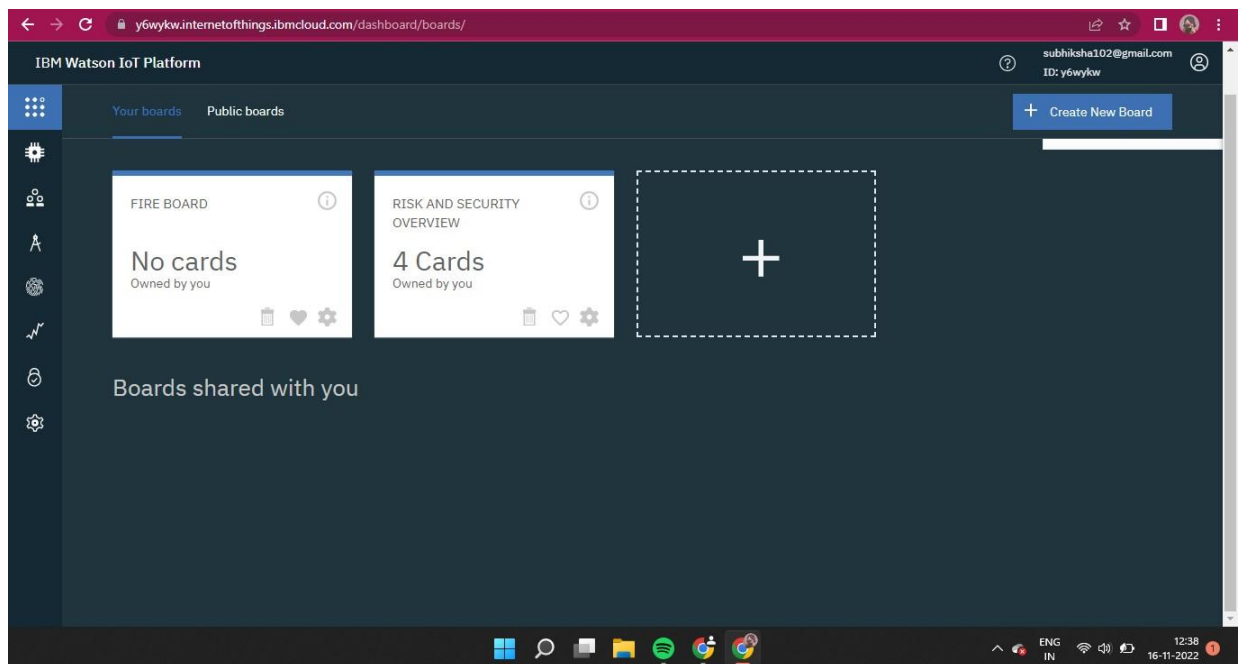 y6wykw.internetofthings.ibmcloud.com/dashboard/boards/
IBM Watson IoT Platform
subhiksha102@gmail.com
ID: y6wykw
Your boards
Public boards
+ Create New Board
FIRE BOARD
No cards
Owned by you
RISK AND SECURITY
OVERVIEW
4 Cards
Owned by you
Boards shared with you
ENG
IN
12:38
16-11-2022
1